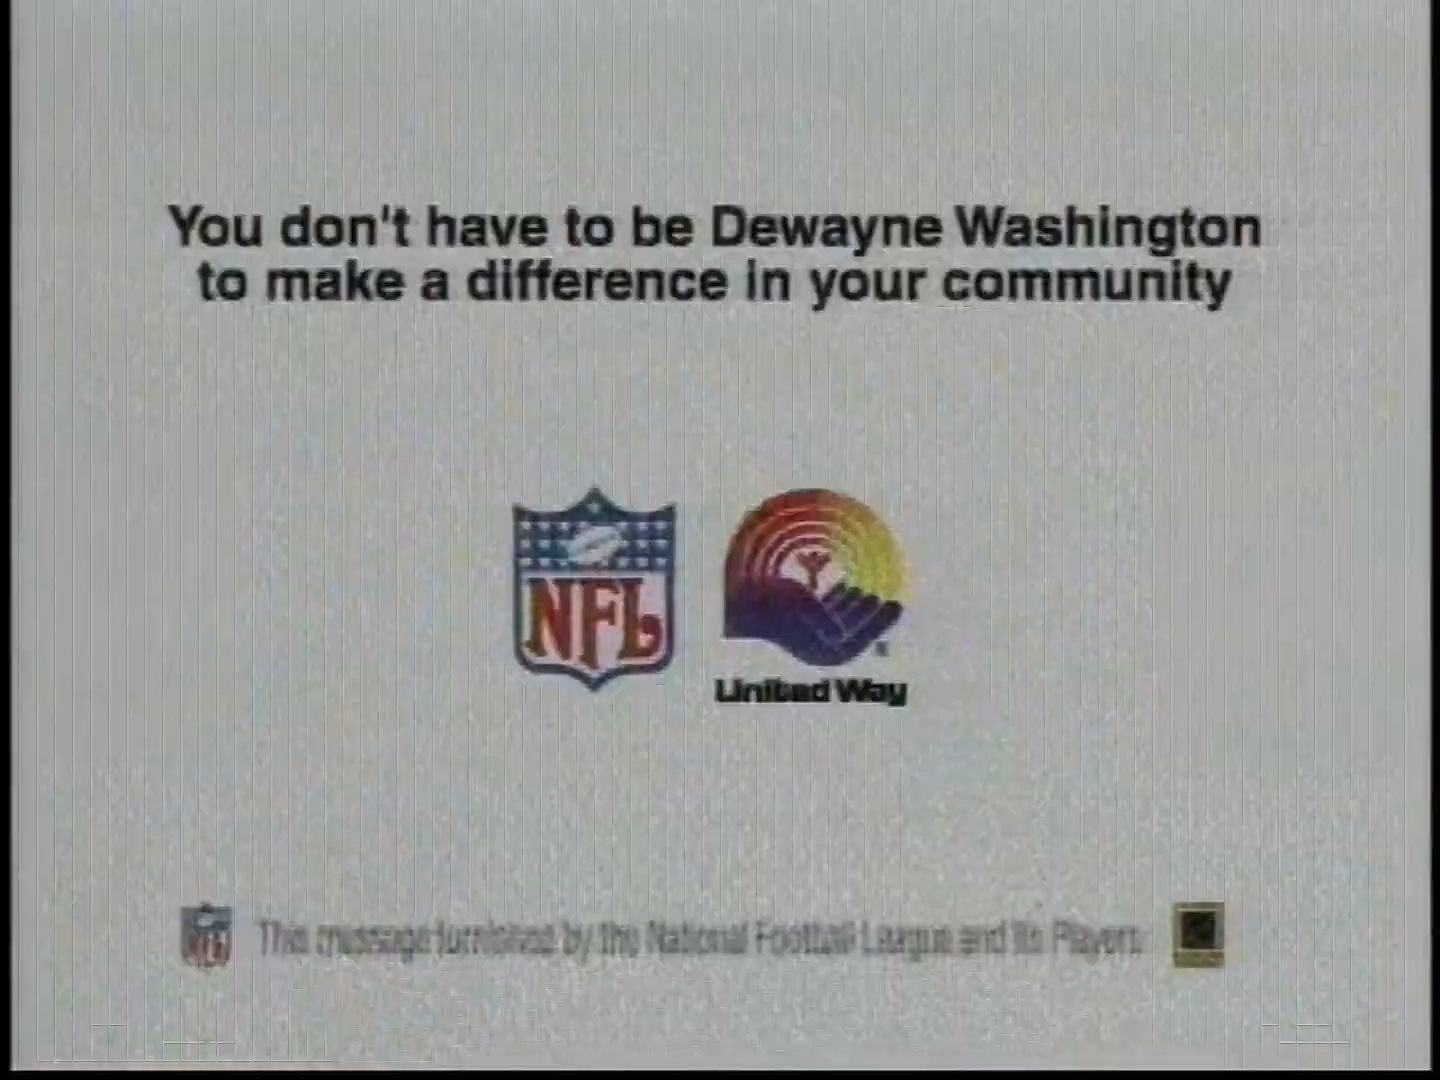 You don't have to be Dewayne Washington
to make a difference in your community
NFL
United Way
NFL This message furnished by the National Football League and Its Players